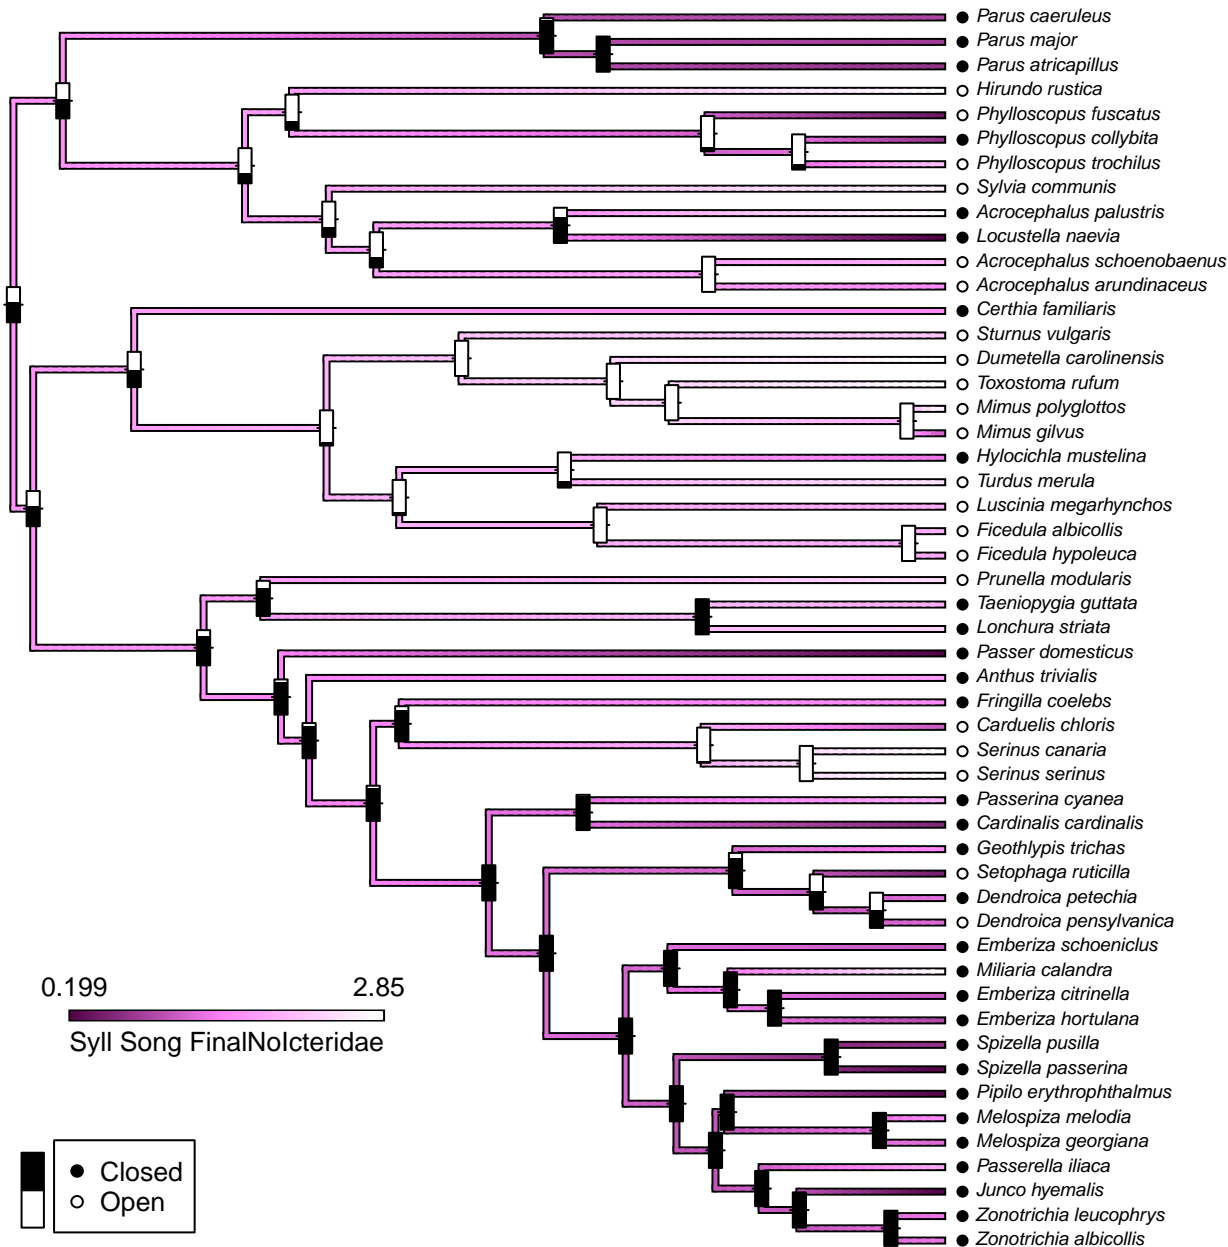 Parus caeruleus
Parus major
Parus atricapillus
Hirundo rustica
Phylloscopus fuscatus
Phylloscopus collybita
Phylloscopus trochilus
Sylvia communis
Acrocephalus palustris
Locustella naevia
Acrocephalus schoenobaenus
Acrocephalus arundinaceus
Certhia familiaris
Sturnus vulgaris
Dumetella carolinensis
Toxostoma rufum
Mimus polyglottos
Mimus gilvus
Hylocichla mustelina
Turdus merula
Luscinia megarhynchos
Ficedula albicollis
Ficedula hypoleuca
Prunella modularis
Taeniopygia guttata
Lonchura striata
Passer domesticus
Anthus trivialis
Fringilla coelebs
Carduelis chloris
Serinus canaria
Serinus serinus
Passerina cyanea
Cardinalis cardinalis
Geothlypis trichas
Setophaga ruticilla
Dendroica petechia
Dendroica pensylvanica
Emberiza schoeniclus
Miliaria calandra
Emberiza citrinella
Emberiza hortulana
Spizella pusilla
Spizella passerina
Pipilo erythrophthalmus
Melospiza melodia
Melospiza georgiana
Passerella iliaca
Junco hyemalis
Zonotrichia leucophrys
Zonotrichia albicollis
0.199 2.85
Syll Song FinalNoIcteridae
Closed
Open